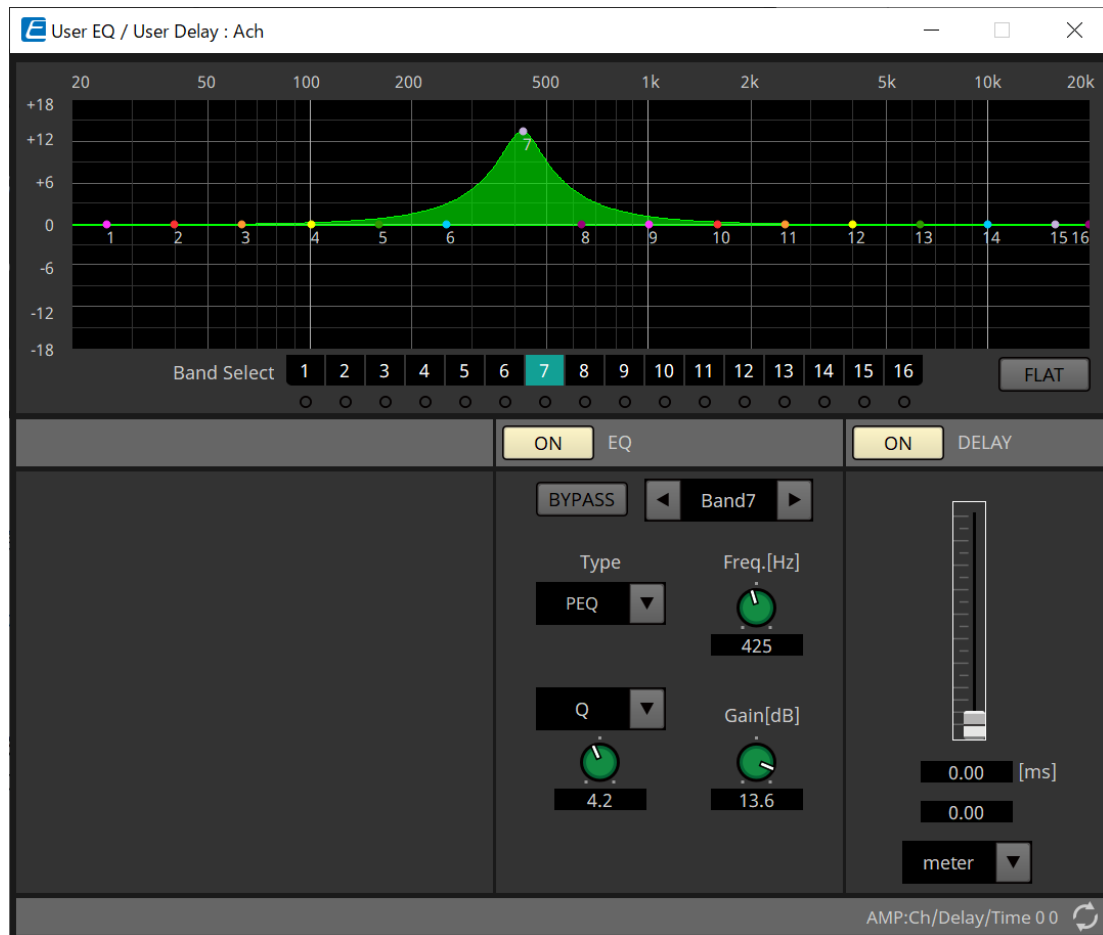 E User EQ / User Delay : Ach
20 50 100 200 500 1k 2k 5k 10k 20k
+18
+12
+6
0
-6
-12
-18
7
1 2 3 4 5 6 8 9 10 11 12 13 14 15 16
Band Select 1 2 3 4 5 6 7 8 9 10 11 12 13 14 15 16
FLAT
ON EQ
ON DELAY
BYPASS
Band7
Type
Freq.[Hz]
PEQ
425
Q
Gain[dB]
4.2
13.6
0.00 [ms]
0.00
meter
AMP:Ch/Delay/Time 0 0